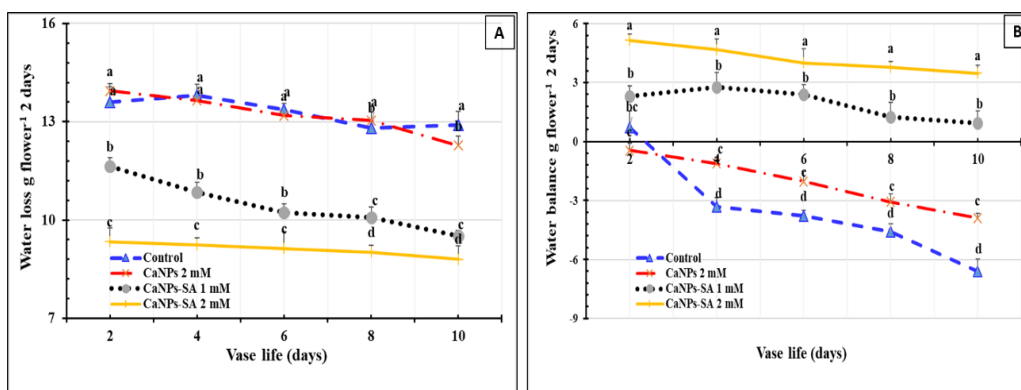 A
Water loss g flower⁻¹ 2 days
16
13
10
7
a a a a a
a a a b b
b b b c c
c c c d d
Control
CaNPs 2 mM
CaNPs-SA 1 mM
CaNPs-SA 2 mM
2 4 6 8 10
Vase life (days)
B
Water balance g flower⁻¹ 2 days
6
3
0
-3
-6
-9
a a a a a
b b b b b
bc
c c c c c
d d d d
2 4 6 8 10
Control
CaNPs 2 mM
CaNPs-SA 1 mM
CaNPs-SA 2 mM
Vase life (days)